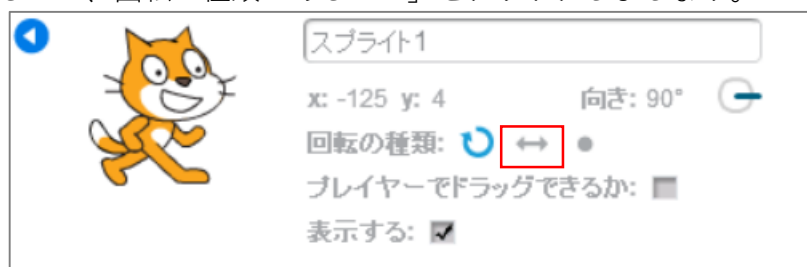 スプライト1
x: -125 y: 4 向き: 90°
回転の種類:
プレイヤーでドラッグできるか:
表示する: